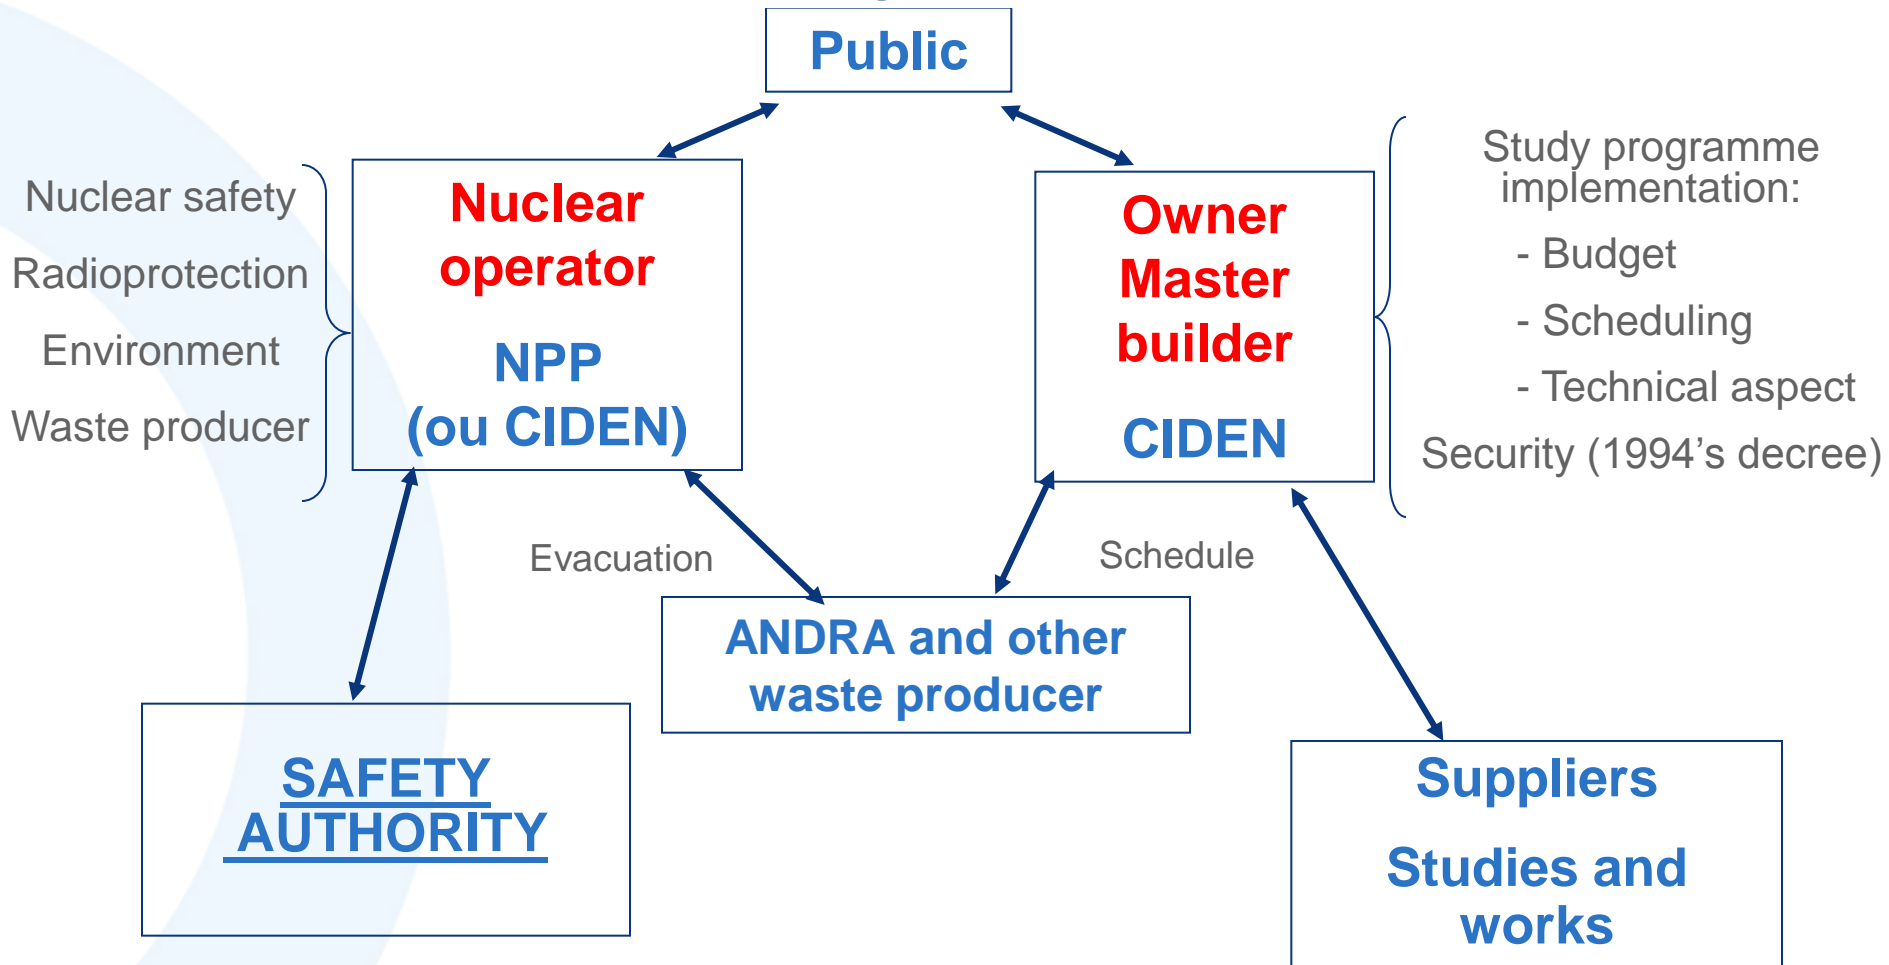 Public
Nuclear safety
Radioprotection
Environment
Waste producer
Nuclear
operator
NPP
(ou CIDEN)
Owner
Master
builder
CIDEN
Study programme
implementation:
- Budget
- Scheduling
- Technical aspect
Security (1994’s decree)
Evacuation
Schedule
ANDRA and other
waste producer
SAFETY
AUTHORITY
Suppliers
Studies and
works